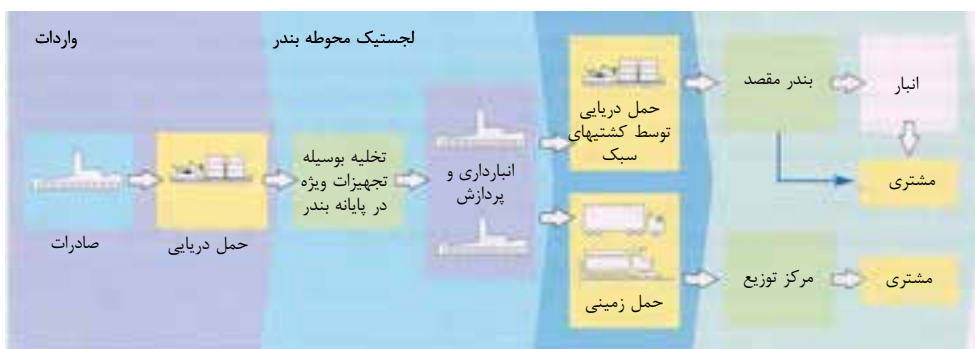 واردات
لجستیک محوطه بندر
صادرات
حمل دریایی
تخلیه بوسیله
تجهیزات ویژه
در پایانه بندر
انبارداری و
پردازش
حمل دریایی
توسط کشتیهای
سبک
بندر مقصد
انبار
مشتری
حمل زمینی
مرکز توزیع
مشتری